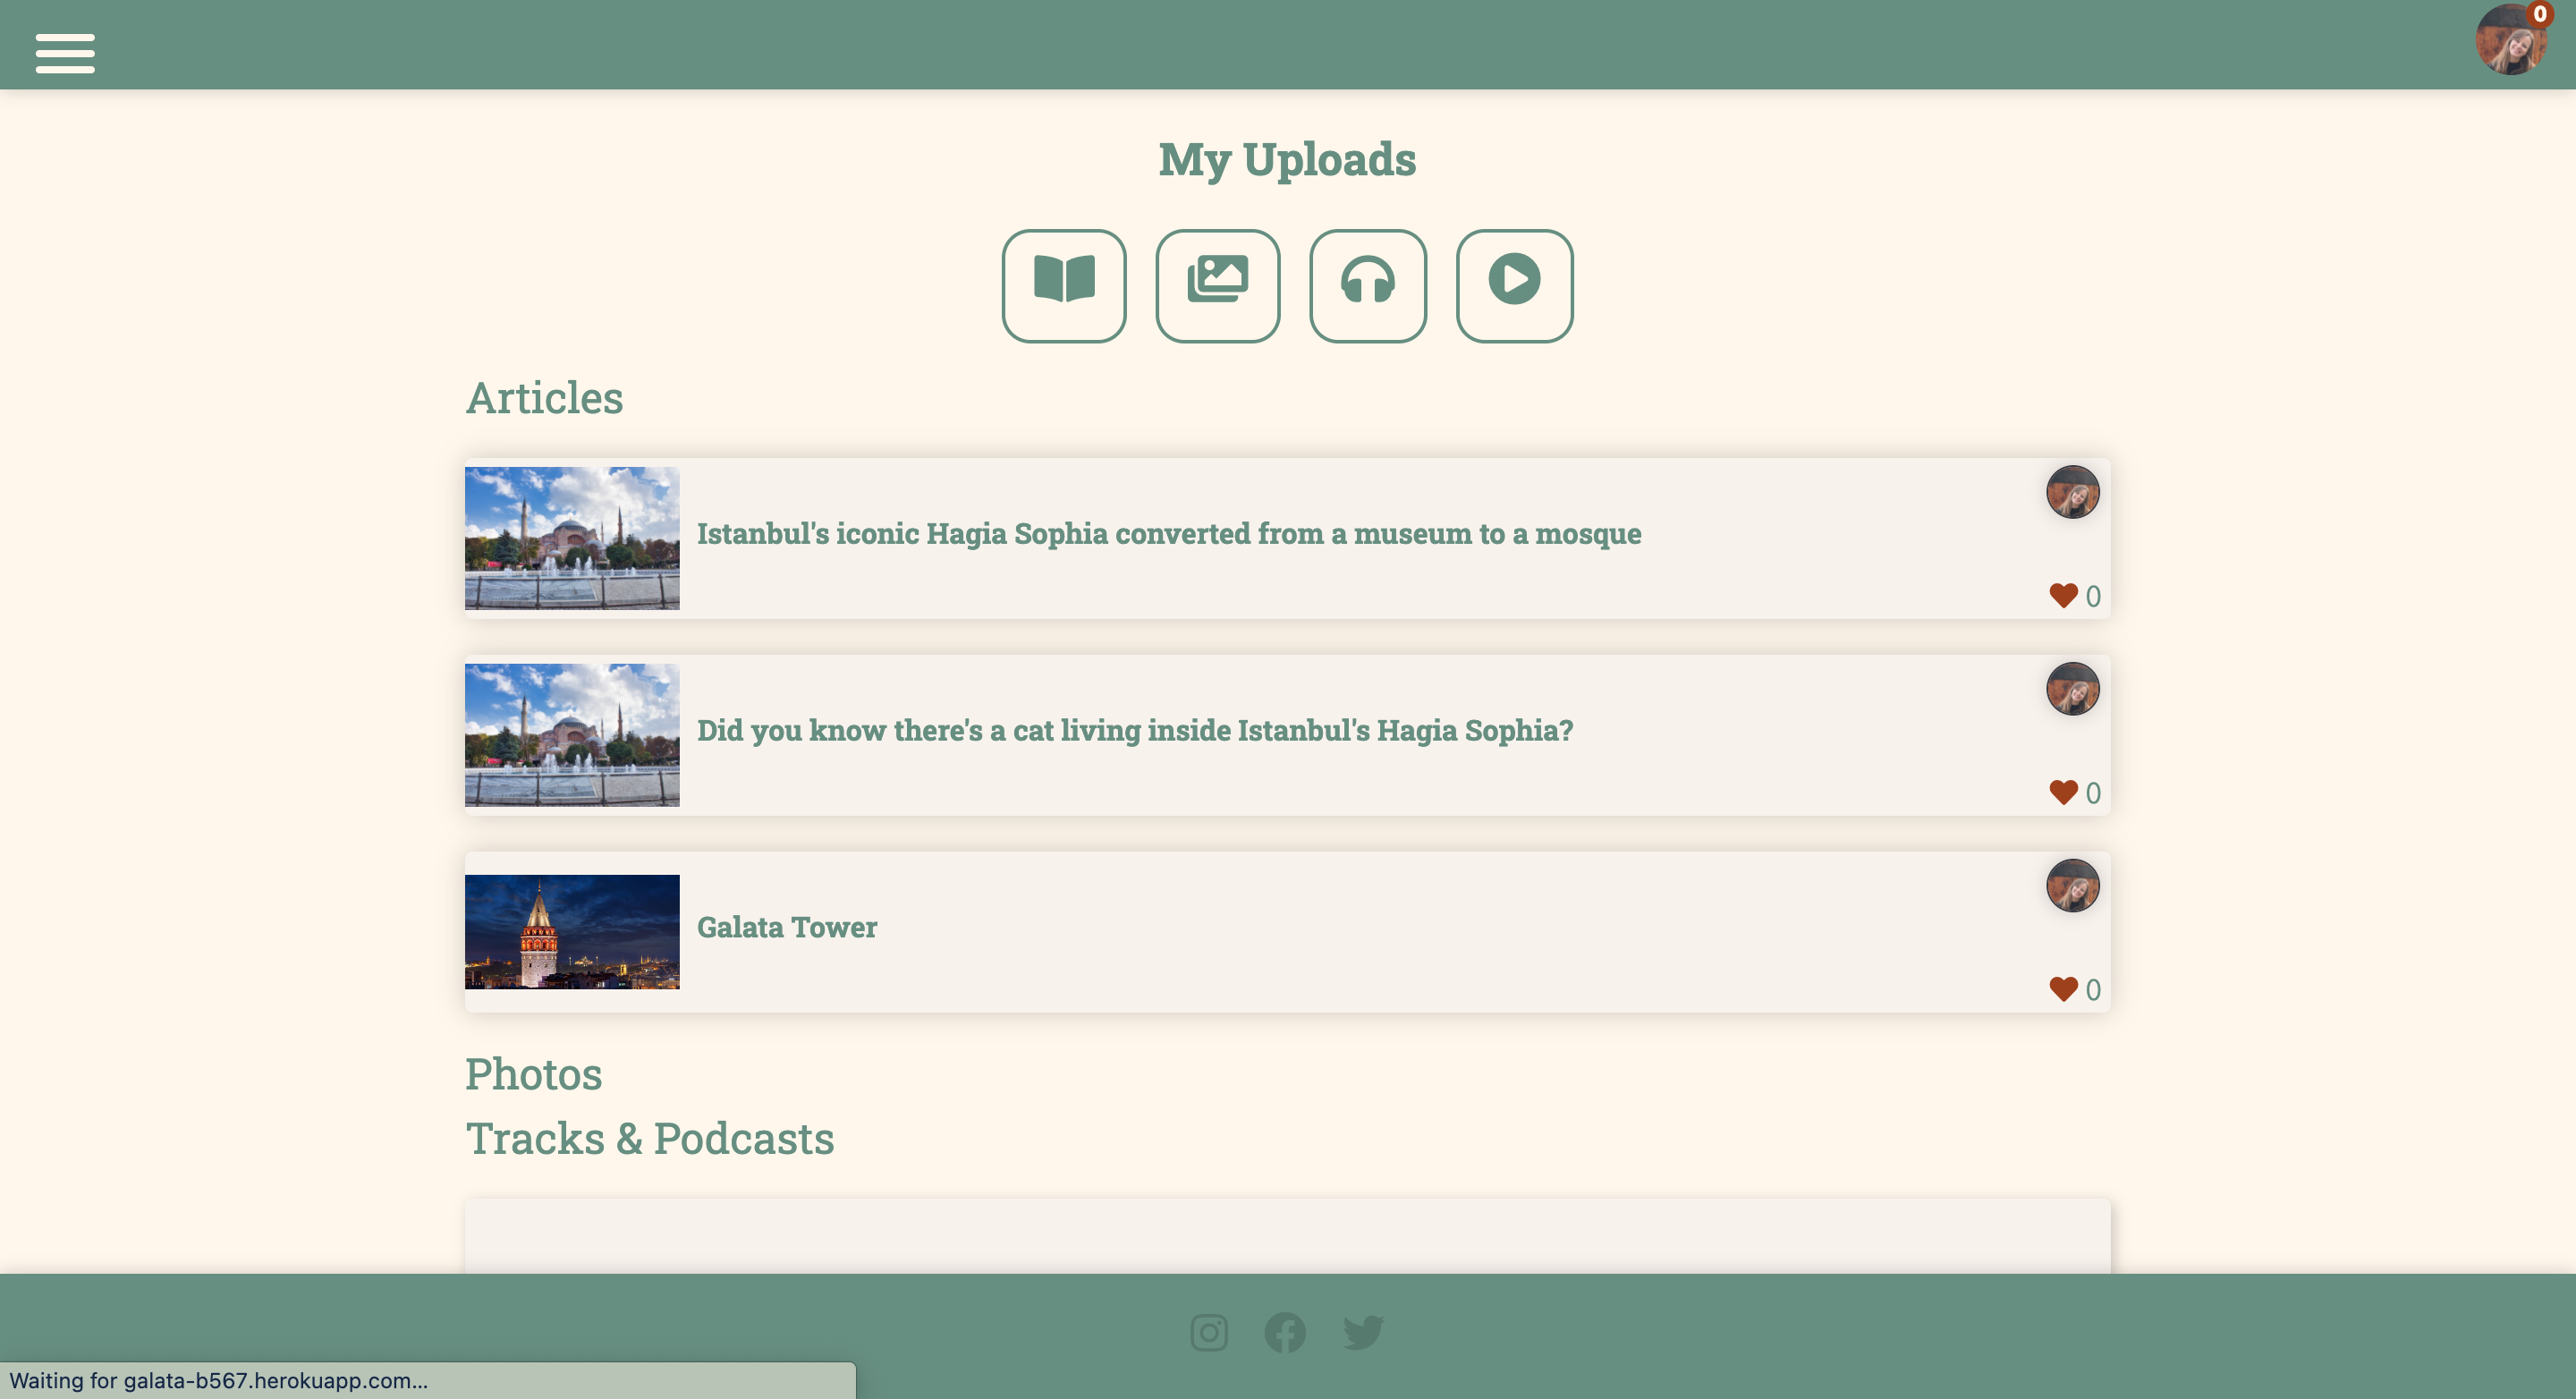 0
My Uploads
Articles
Istanbul's iconic Hagia Sophia converted from a museum to a mosque
0
Did you know there's a cat living inside Istanbul's Hagia Sophia?
0
Galata Tower
0
Photos
Tracks & Podcasts
Waiting for galata-b567.herokuapp.com...